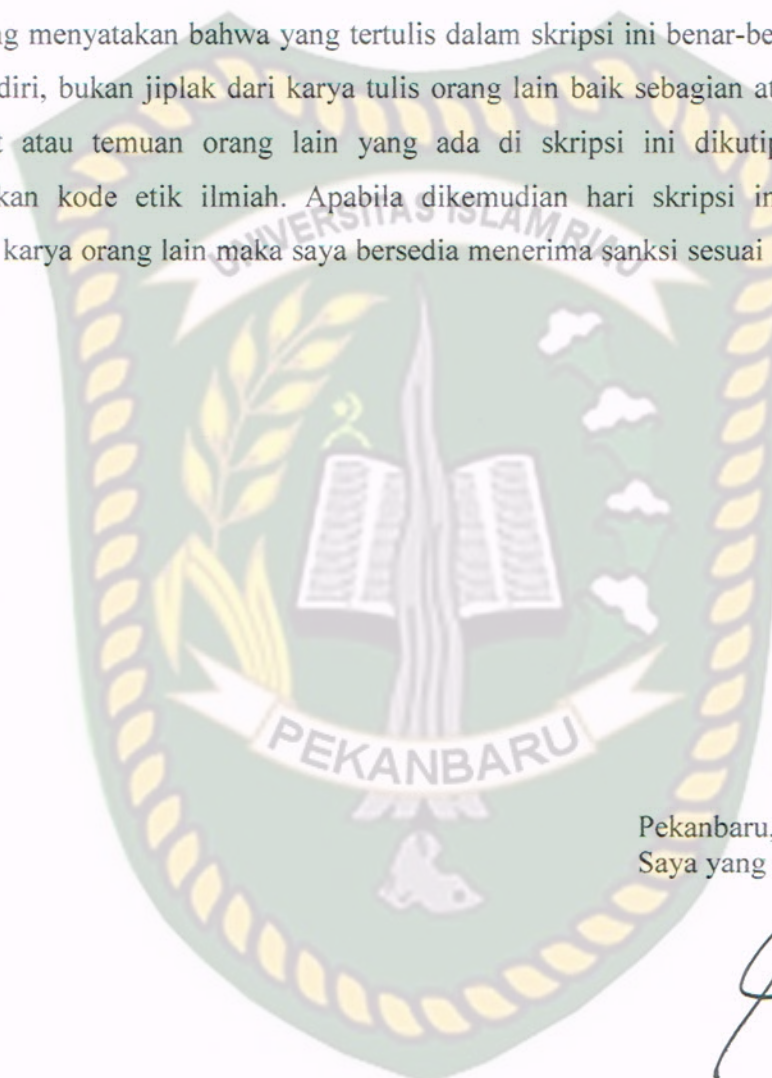 ng menyatakan bahwa yang tertulis dalam skripsi ini benar-be
diri, bukan jiplak dari karya tulis orang lain baik sebagian at
t atau temuan orang lain yang ada di skripsi ini dikutip
kan kode etik ilmiah. Apabila dikemudian hari skripsi in
karya orang lain maka saya bersedia menerima sanksi sesuai
UNIVERSITAS ISLAM RIAU
PEKANBARU
Pekanbaru,
Saya yang